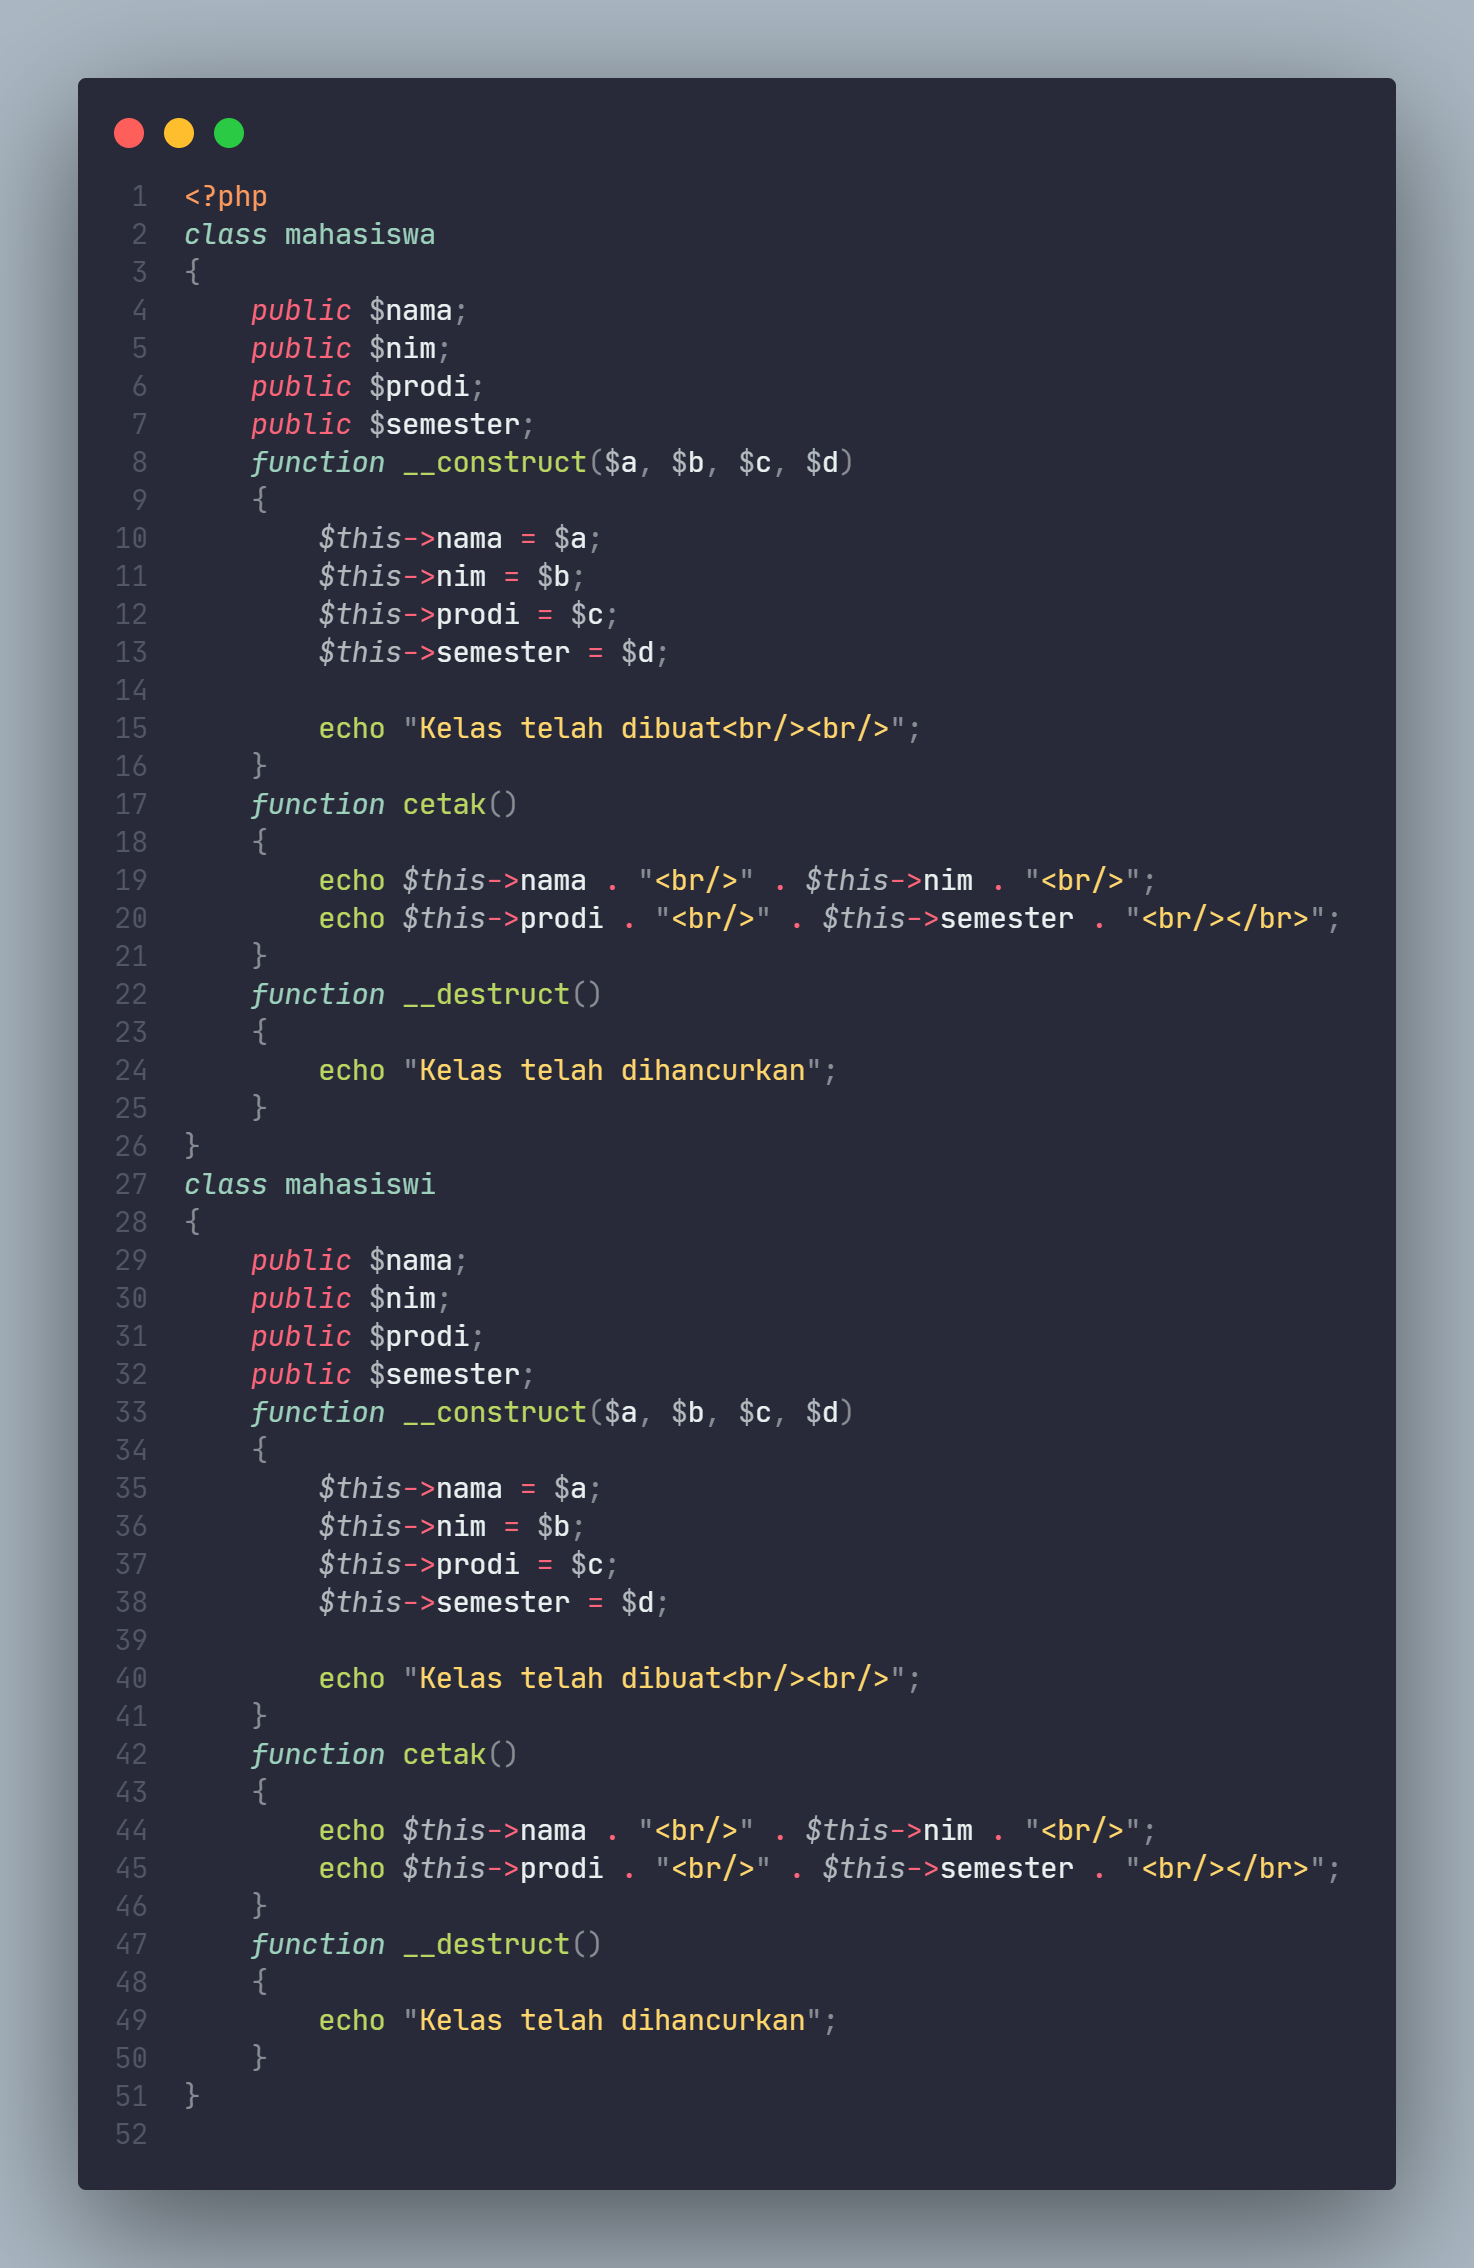 1 <?php
2 class mahasiswa
3 {
4     public $nama;
5     public $nim;
6     public $prodi;
7     public $semester;
8     function __construct($a, $b, $c, $d)
9     {
10         $this->nama = $a;
11         $this->nim = $b;
12         $this->prodi = $c;
13         $this->semester = $d;
14
15         echo "Kelas telah dibuat<br/><br/>";
16     }
17     function cetak()
18     {
19         echo $this->nama . "<br/>" . $this->nim . "<br/>";
20         echo $this->prodi . "<br/>" . $this->semester . "<br/></br>";
21     }
22     function __destruct()
23     {
24         echo "Kelas telah dihancurkan";
25     }
26 }
27 class mahasiswi
28 {
29     public $nama;
30     public $nim;
31     public $prodi;
32     public $semester;
33     function __construct($a, $b, $c, $d)
34     {
35         $this->nama = $a;
36         $this->nim = $b;
37         $this->prodi = $c;
38         $this->semester = $d;
39
40         echo "Kelas telah dibuat<br/><br/>";
41     }
42     function cetak()
43     {
44         echo $this->nama . "<br/>" . $this->nim . "<br/>";
45         echo $this->prodi . "<br/>" . $this->semester . "<br/></br>";
46     }
47     function __destruct()
48     {
49         echo "Kelas telah dihancurkan";
50     }
51 }
52